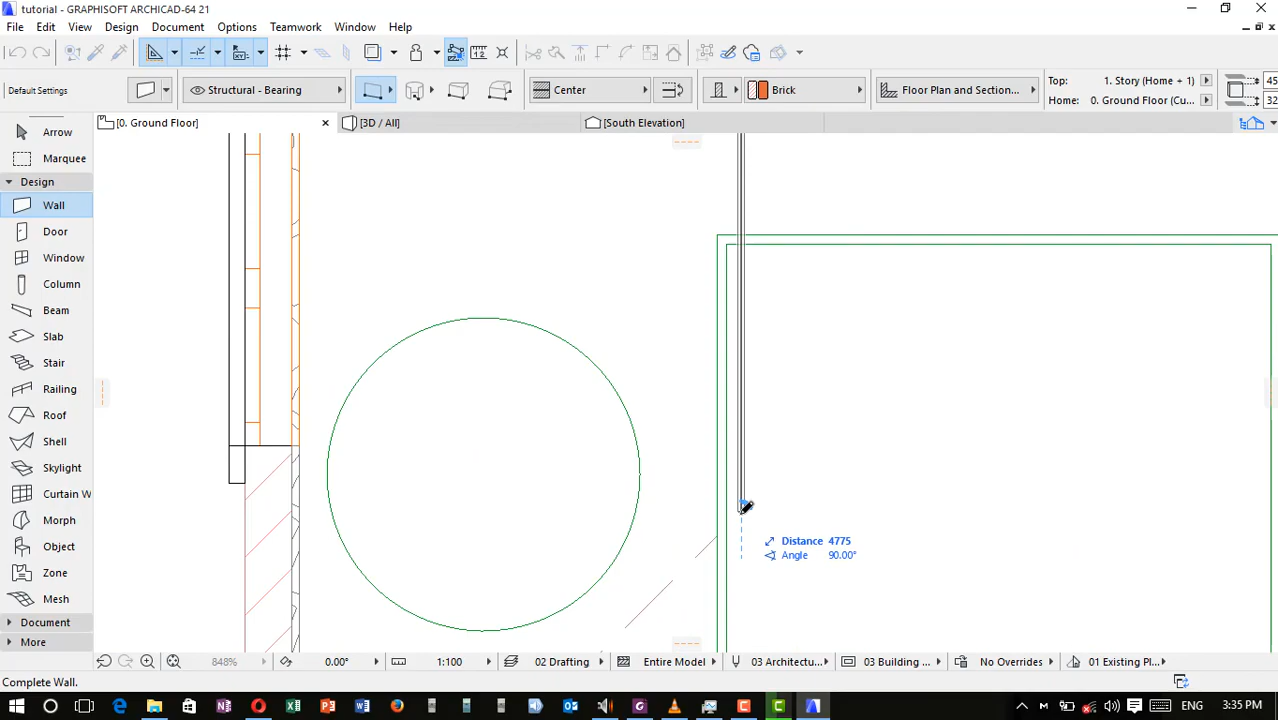 tutorial - GRAPHISOFT ARCHICAD-64 21
File Edit View Design Document Options Teamwork Window Help
Default Settings
Structural - Bearing
Center
Brick
Floor Plan and Section...
Top: 1. Story (Home + 1)
Home: 0. Ground Floor (Cu...
45
32
[0. Ground Floor]
[3D / All]
[South Elevation]
Arrow
Marquee
Design
Wall
Door
Window
Column
Beam
Slab
Stair
Railing
Roof
Shell
Skylight
Curtain W
Morph
Object
Zone
Mesh
Document
More
Distance 4775
Angle 90.00°
848%
0.00°
1:100
02 Drafting
Entire Model
03 Architectu...
03 Building ...
No Overrides
01 Existing Pl...
Complete Wall.
ENG
3:35 PM